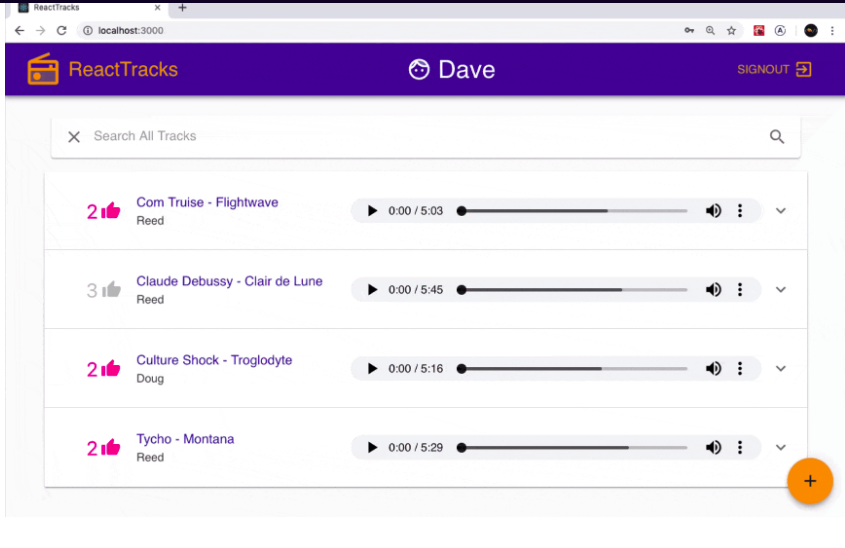 ReactTracks
localhost:3000
ReactTracks
Dave
SIGNOUT
Search All Tracks
2 Com Truise - Flightwave
Reed
0:00 / 5:03
3 Claude Debussy - Clair de Lune
Reed
0:00 / 5:45
2 Culture Shock - Troglodyte
Doug
0:00 / 5:16
2 Tycho - Montana
Reed
0:00 / 5:29